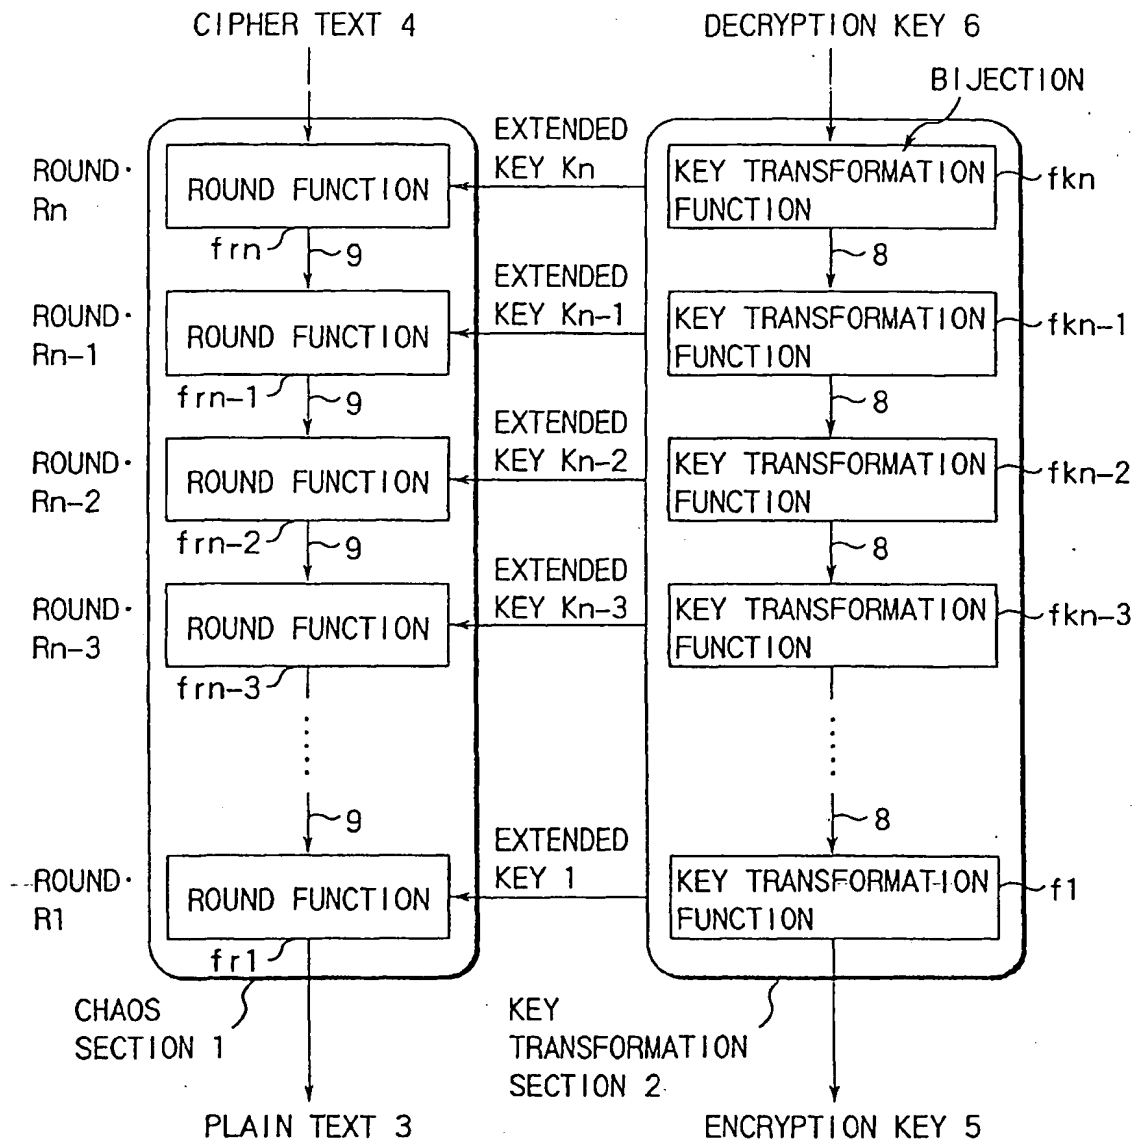 CIPHER TEXT 4
DECRYPTION KEY 6
BIJECTION
ROUND·
Rn
ROUND FUNCTION
frn
9
EXTENDED
KEY Kn
KEY TRANSFORMATION
FUNCTION
fkn
8
ROUND·
Rn-1
ROUND FUNCTION
frn-1
9
EXTENDED
KEY Kn-1
KEY TRANSFORMATION
FUNCTION
fkn-1
8
ROUND·
Rn-2
ROUND FUNCTION
frn-2
9
EXTENDED
KEY Kn-2
KEY TRANSFORMATION
FUNCTION
fkn-2
8
ROUND·
Rn-3
ROUND FUNCTION
frn-3
9
EXTENDED
KEY Kn-3
KEY TRANSFORMATION
FUNCTION
fkn-3
8
ROUND·
R1
ROUND FUNCTION
fr1
EXTENDED
KEY 1
KEY TRANSFORMATION
FUNCTION
f1
CHAOS
SECTION 1
KEY
TRANSFORMATION
SECTION 2
PLAIN TEXT 3
ENCRYPTION KEY 5